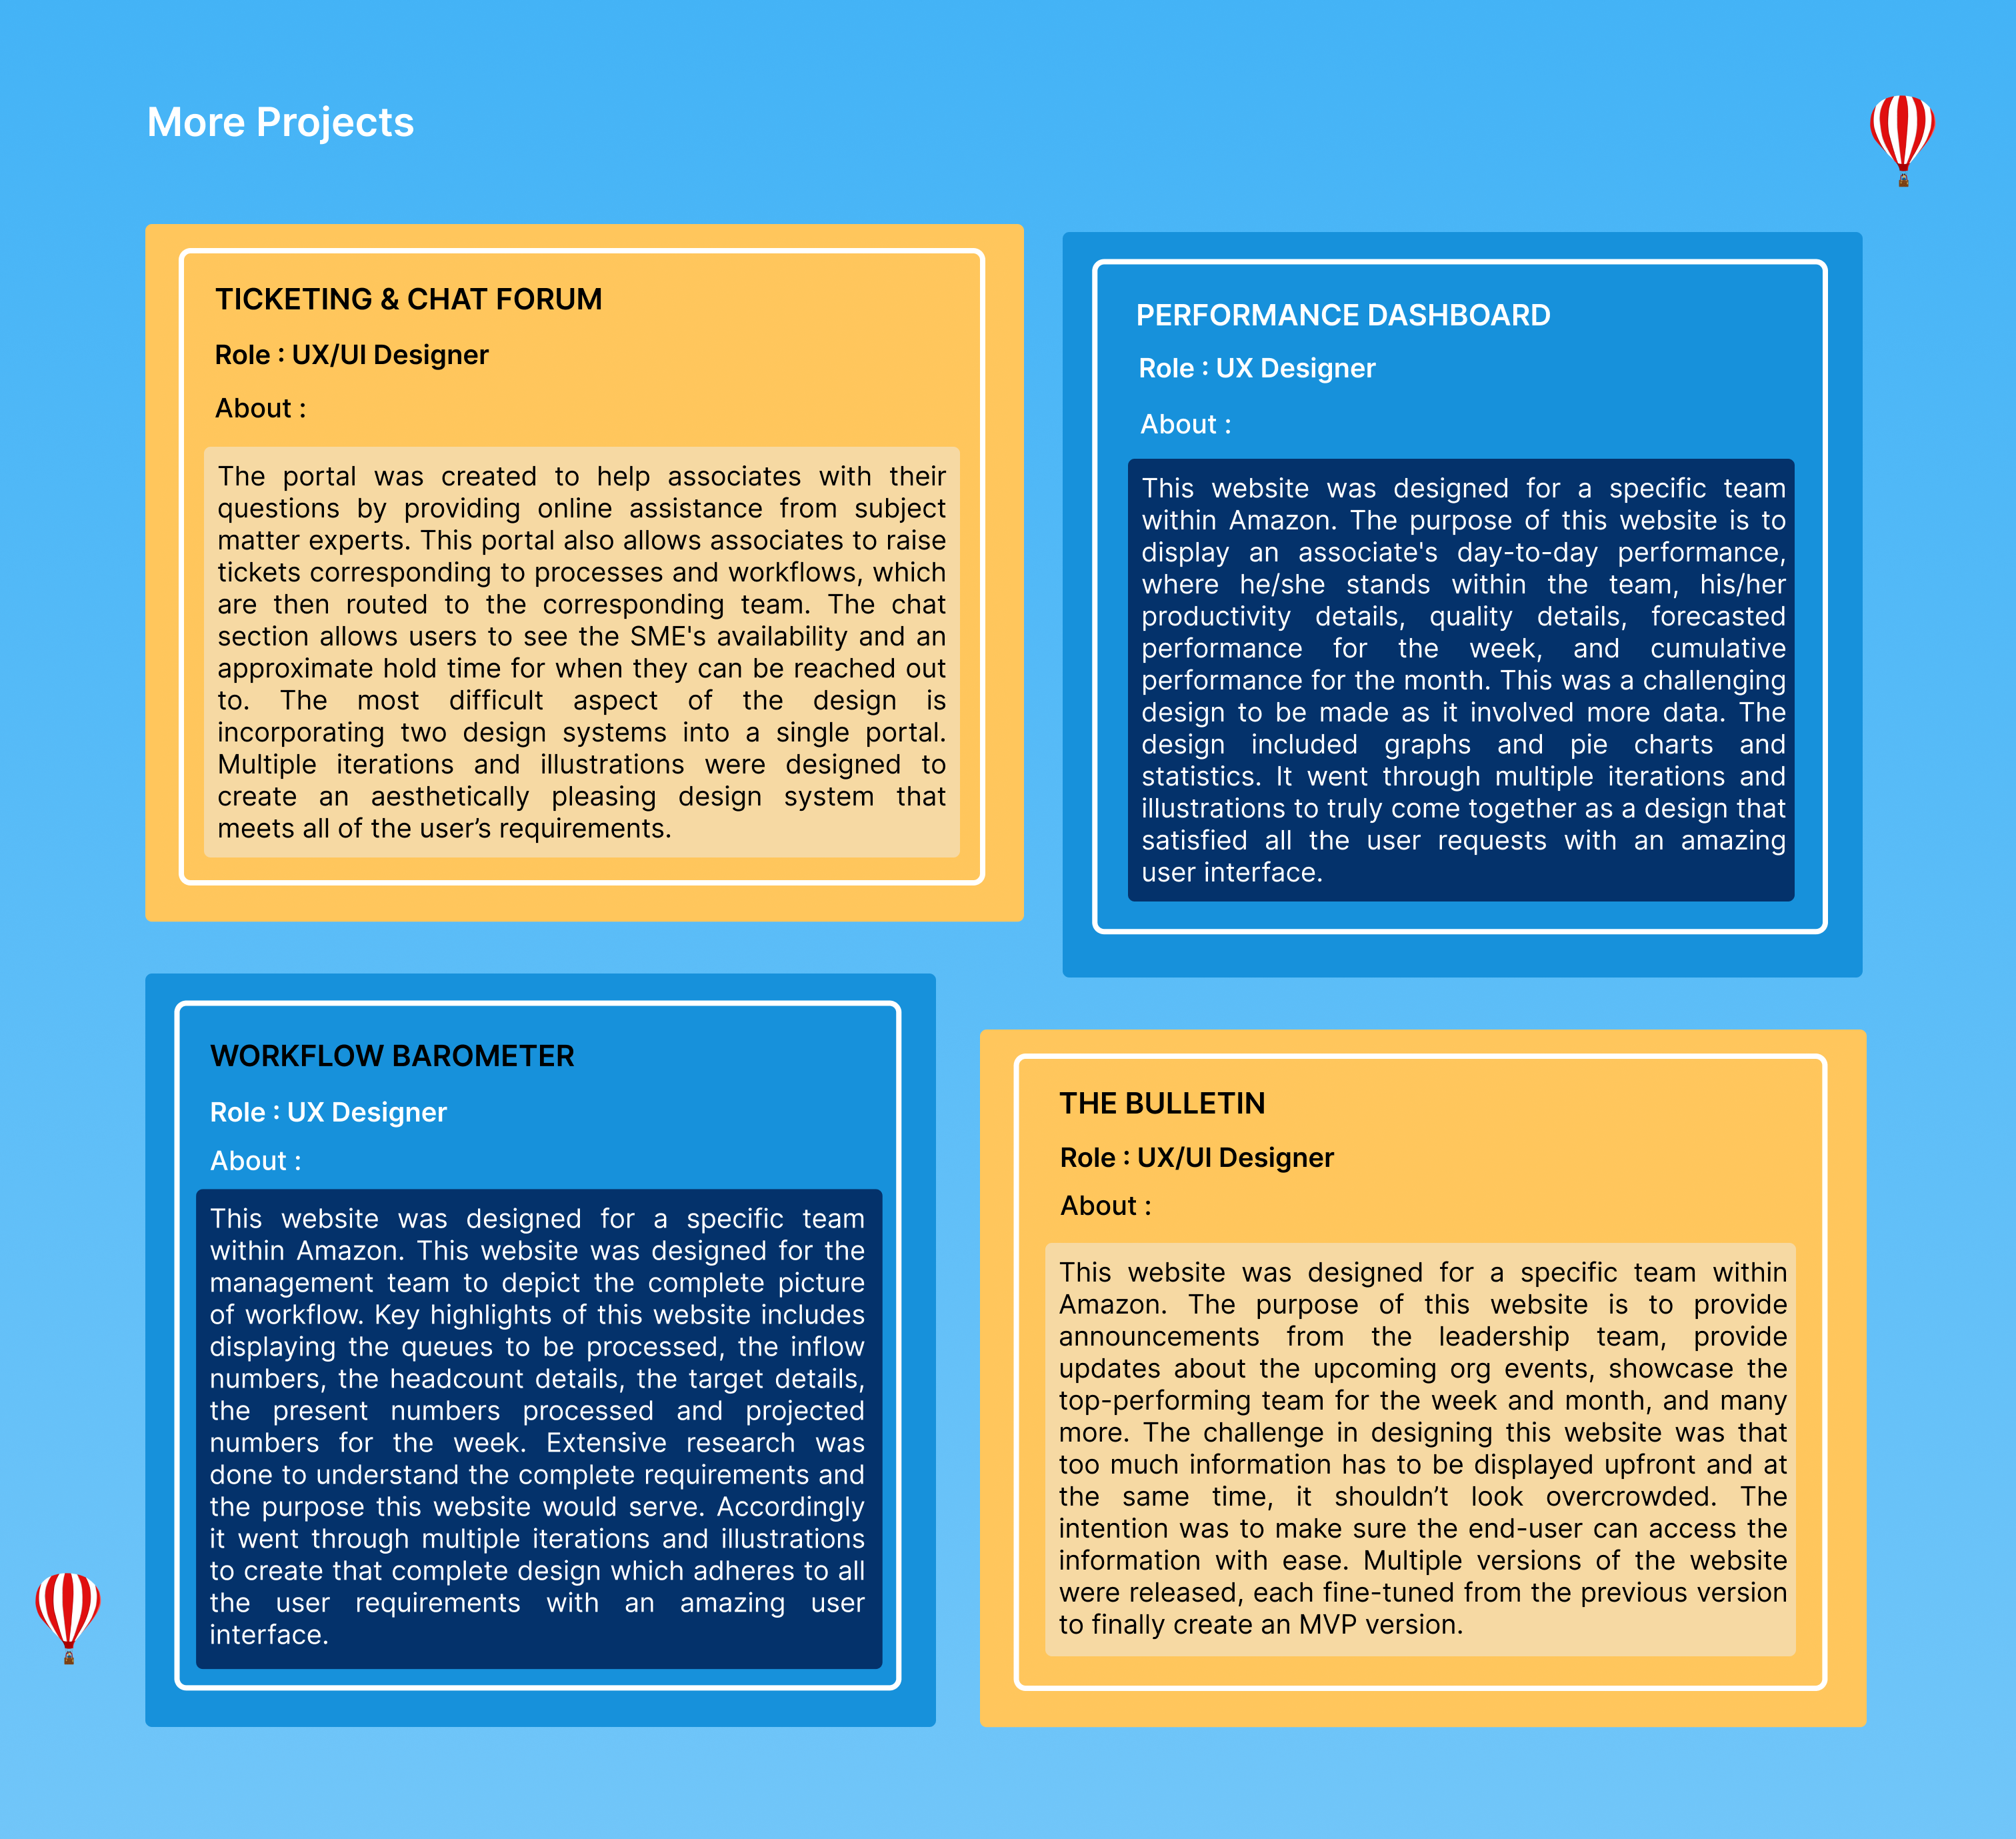 More Projects
TICKETING & CHAT FORUM
Role : UX/UI Designer
About :
The portal was created to help associates with their
questions by providing online assistance from subject
matter experts. This portal also allows associates to raise
tickets corresponding to processes and workflows, which
are then routed to the corresponding team. The chat
section allows users to see the SME's availability and an
approximate hold time for when they can be reached out
to. The most difficult aspect of the design is
incorporating two design systems into a single portal.
Multiple iterations and illustrations were designed to
create an aesthetically pleasing design system that
meets all of the user’s requirements.
PERFORMANCE DASHBOARD
Role : UX Designer
About :
This website was designed for a specific team
within Amazon. The purpose of this website is to
display an associate's day-to-day performance,
where he/she stands within the team, his/her
productivity details, quality details, forecasted
performance for the week, and cumulative
performance for the month. This was a challenging
design to be made as it involved more data. The
design included graphs and pie charts and
statistics. It went through multiple iterations and
illustrations to truly come together as a design that
satisfied all the user requests with an amazing
user interface.
WORKFLOW BAROMETER
Role : UX Designer
About :
This website was designed for a specific team
within Amazon. This website was designed for the
management team to depict the complete picture
of workflow. Key highlights of this website includes
displaying the queues to be processed, the inflow
numbers, the headcount details, the target details,
the present numbers processed and projected
numbers for the week. Extensive research was
done to understand the complete requirements and
the purpose this website would serve. Accordingly
it went through multiple iterations and illustrations
to create that complete design which adheres to all
the user requirements with an amazing user
interface.
THE BULLETIN
Role : UX/UI Designer
About :
This website was designed for a specific team within
Amazon. The purpose of this website is to provide
announcements from the leadership team, provide
updates about the upcoming org events, showcase the
top-performing team for the week and month, and many
more. The challenge in designing this website was that
too much information has to be displayed upfront and at
the same time, it shouldn’t look overcrowded. The
intention was to make sure the end-user can access the
information with ease. Multiple versions of the website
were released, each fine-tuned from the previous version
to finally create an MVP version.